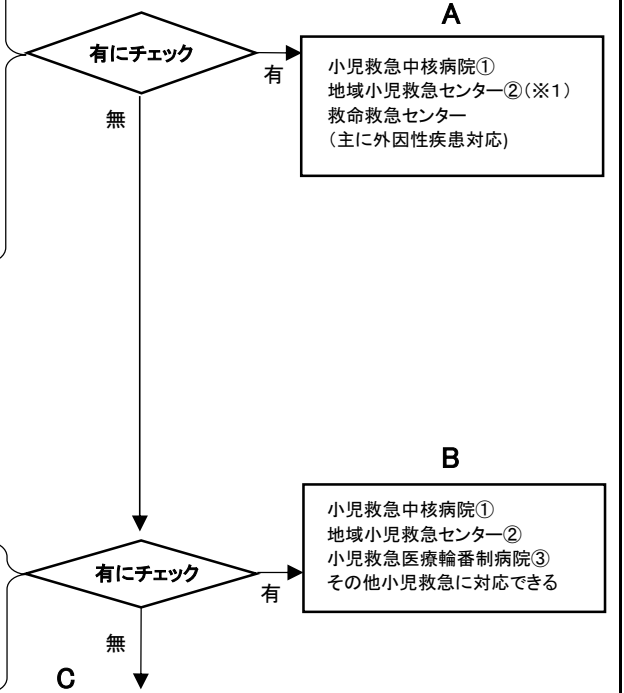 A
有にチェック
有
小児救急中核病院①
地域小児救急センター②(※1)
救命救急センター
(主に外因性疾患対応)
無
B
有にチェック
有
小児救急中核病院①
地域小児救急センター②
小児救急医療輪番制病院③
その他小児救急に対応できる
無
C